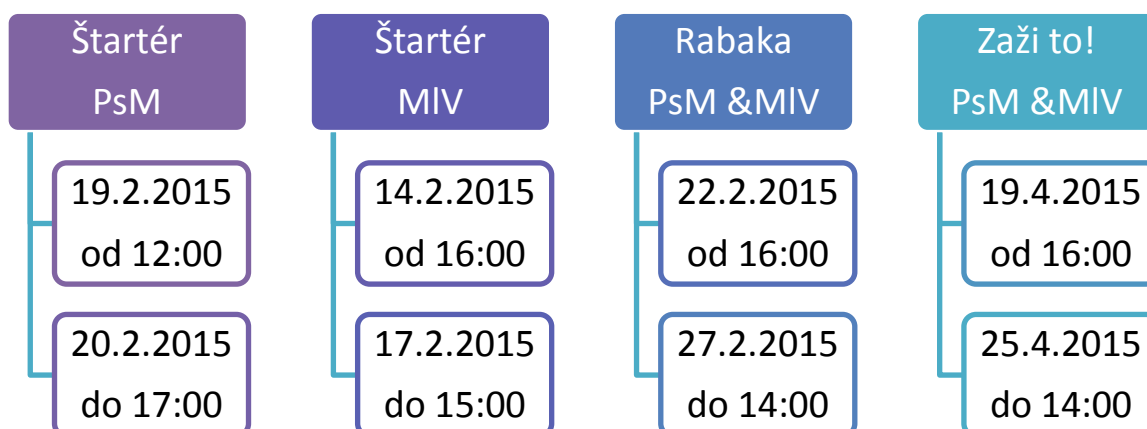 Štartér
PsM
19.2.2015
od 12:00
20.2.2015
do 17:00
Štartér
MlV
14.2.2015
od 16:00
17.2.2015
do 15:00
Rabaka
PsM &MlV
22.2.2015
od 16:00
27.2.2015
do 14:00
Zaži to!
PsM &MlV
19.4.2015
od 16:00
25.4.2015
do 14:00